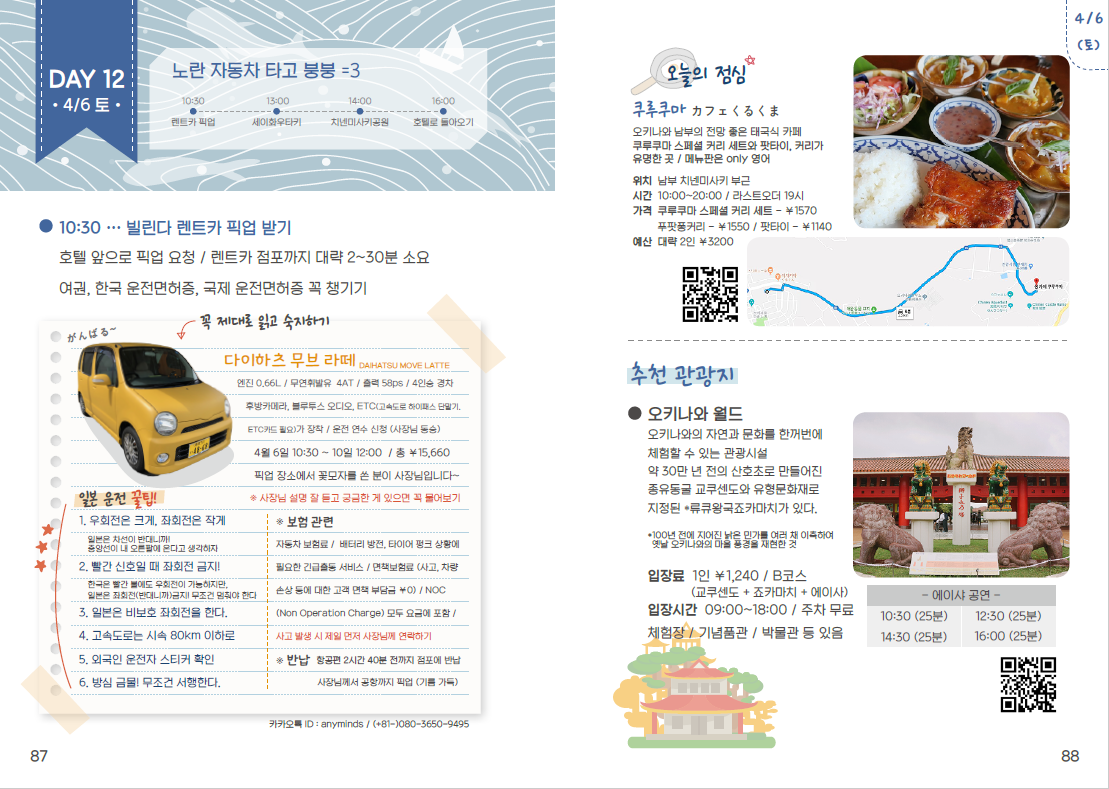 DAY 12
• 4/6 토 •
노란 자동차 타고 붕붕 =3
10:30 13:00 14:00 16:00
렌트카 픽업 세이화우타키 치넨미사키공원 호텔로 돌아오기
10:30 … 빌린다 렌트카 픽업 받기
호텔 앞으로 픽업 요청 / 렌트카 점포까지 대략 2~30분 소요
여권, 한국 운전면허증, 국제 운전면허증 꼭 챙기기
がんばる~
꼭 제대로 읽고 숙지하기
다이하츠 무브 라떼 DAIHATSU MOVE LATTE
엔진 0.66L / 무연휘발유 4AT / 출력 58ps / 4인승 경차
후방카메라, 블루투스 오디오, ETC(고속도로 하이패스 단말기,
ETC카드 필요)가 장착 / 운전 연수 신청 (사장님 동승)
4월 6일 10:30 ~ 10일 12:00 / 총 ￥15,660
픽업 장소에서 꽃모자를 쓴 분이 사장님입니다~
일본 운전 꿀팁!
※ 사장님 설명 잘 듣고 궁금한 게 있으면 꼭 물어보기
1. 우회전은 크게, 좌회전은 작게
일본은 차선이 반대니까!
중앙선이 내 오른팔에 온다고 생각하자
2. 빨간 신호일 때 좌회전 금지!
한국은 빨간 불에도 우회전이 가능하지만,
일본은 좌회전(반대니까)금지! 무조건 멈춰야 한다
3. 일본은 비보호 좌회전을 한다.
4. 고속도로는 시속 80km 이하로
5. 외국인 운전자 스티커 확인
6. 방심 금물! 무조건 서행한다.
※ 보험 관련
자동차 보험료 / 배터리 방전, 타이어 펑크 상황에
필요한 긴급출동 서비스 / 면책보험료 (사고, 차량
손상 등에 대한 고객 면책 부담금 ￥0) / NOC
(Non Operation Charge) 모두 요금에 포함 /
사고 발생 시 제일 먼저 사장님께 연락하기
※ 반납 항공편 2시간 40분 전까지 점포에 반납
사장님께서 공항까지 픽업 (기름 가득)
카카오톡 ID : anyminds / (+81-)080-3650-9495
87
4/6
(토)
오늘의 점심
쿠루쿠마 カフェくるくま
오키나와 남부의 전망 좋은 태국식 카페
쿠루쿠마 스페셜 커리 세트와 팟타이, 커리가
유명한 곳 / 메뉴판은 only 영어
위치 남부 치넨미사키 부근
시간 10:00~20:00 / 라스트오더 19시
가격 쿠루쿠마 스페셜 커리 세트 - ￥1570
푸팟퐁커리 - ￥1550 / 팟타이 - ￥1140
예산 대략 2인 ￥3200
추천 관광지
오키나와 월드
오키나와의 자연과 문화를 한꺼번에
체험할 수 있는 관광시설
약 30만 년 전의 산호초로 만들어진
종유동굴 교쿠센도와 유형문화재로
지정된 *류큐왕국죠카마치가 있다.
*100년 전에 지어진 낡은 민가를 여러 채 이축하여
옛날 오키나와의 마을 풍경을 재현한 것
입장료 1인 ￥1,240 / B코스
(교쿠센도 + 죠카마치 + 에이사)
입장시간 09:00~18:00 / 주차 무료
체험장 / 기념품관 / 박물관 등 있음
- 에이샤 공연 -
10:30 (25분) 12:30 (25분)
14:30 (25분) 16:00 (25분)
88